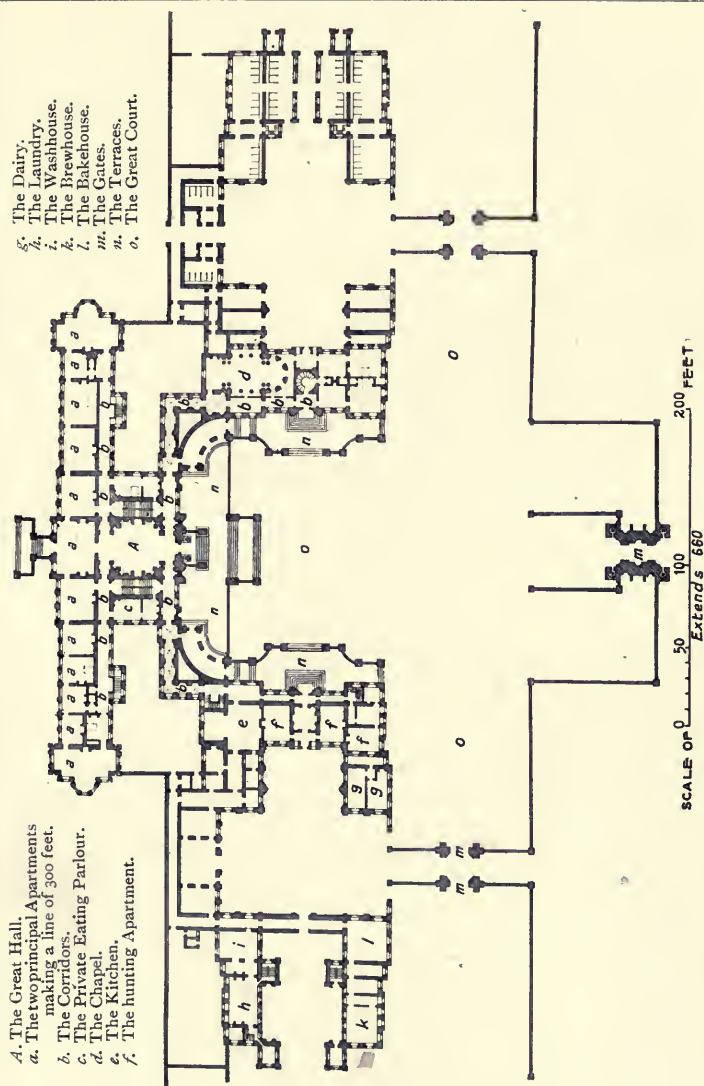 A. The Great Hall.
a. The two principal Apartments
making a line of 300 feet.
b. The Corridors.
c. The Private Eating Parlour.
d. The Chapel.
e. The Kitchen.
f. The hunting Apartment.
g. The Dairy.
h. The Laundry.
i. The Washhouse.
k. The Brewhouse.
l. The Bakehouse.
m. The Gates.
n. The Terraces.
o. The Great Court.
a a a a a a a a a a a
b b b b b b
c A
b b b b
e d
b b b
n n n n
f f f
g g
i h
l k
o o o
m m m
SCALE OF 0 50 100 200 FEET
Extends 660